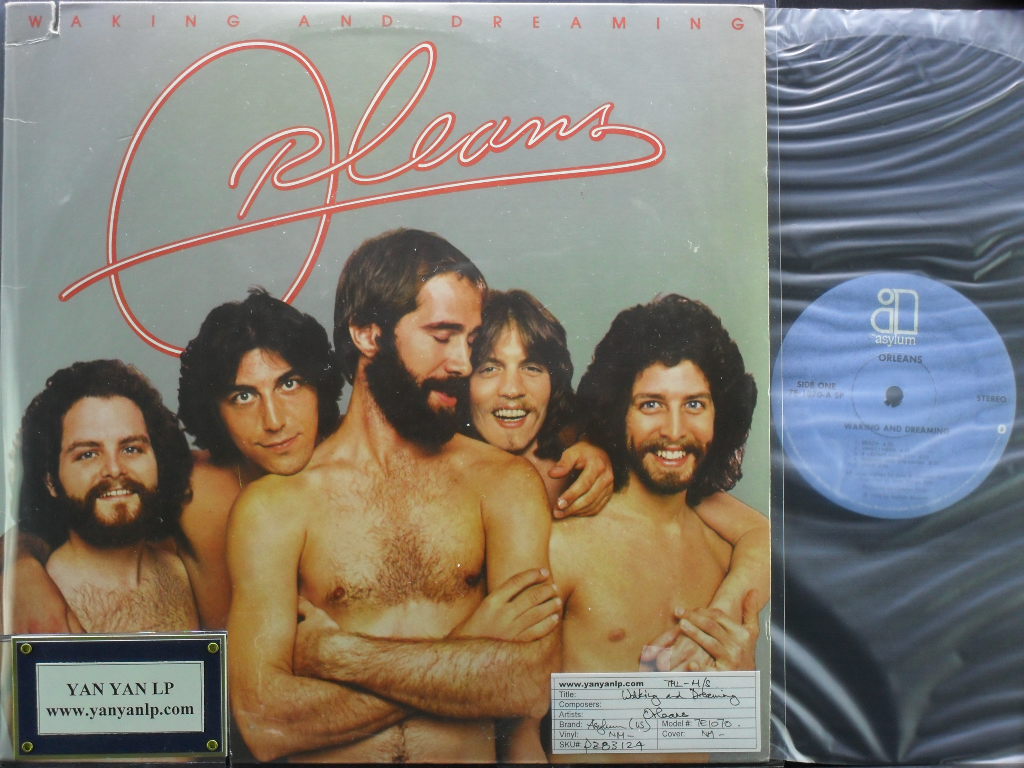 WAKING AND DREAMING
Orleans
asylum
ORLEANS
SIDE ONE
STEREO
WAKING AND DREAMING
YAN YAN LP
www.yanyanlp.com
www.yanyanlp.com
Title: Waking and Dreaming
Composers:
Artists: Orleans
Brand: Asylum (US) Model# 7E1070.
Vinyl: NM- Cover: NM-
SKU# D283124